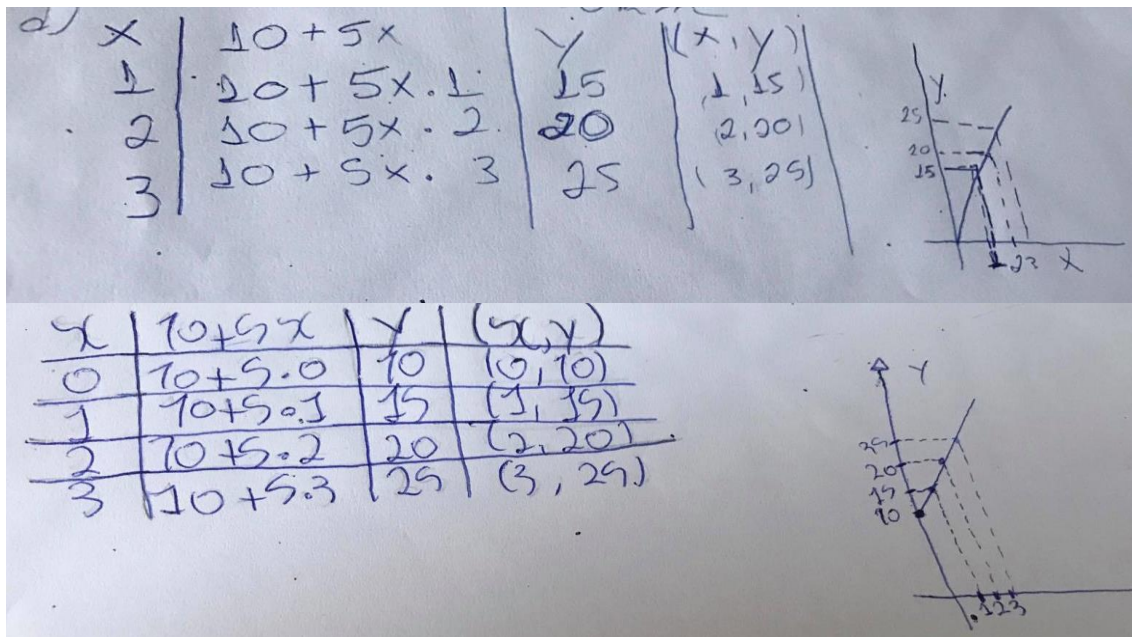 d)
x | 10 + 5x | y | (x, y)
1 | 10 + 5x . 1 | 15 | (1, 15)
2 | 10 + 5x . 2 | 20 | (2, 20)
3 | 10 + 5x . 3 | 25 | (3, 25)
y
25
20
15
1 2 3 x
x | 10+5x | y | (x, y)
0 | 10+5.0 | 10 | (0, 10)
1 | 10+5.1 | 15 | (1, 15)
2 | 10+5.2 | 20 | (2, 20)
3 | 10+5.3 | 25 | (3, 25)
y
25
20
15
10
1 2 3